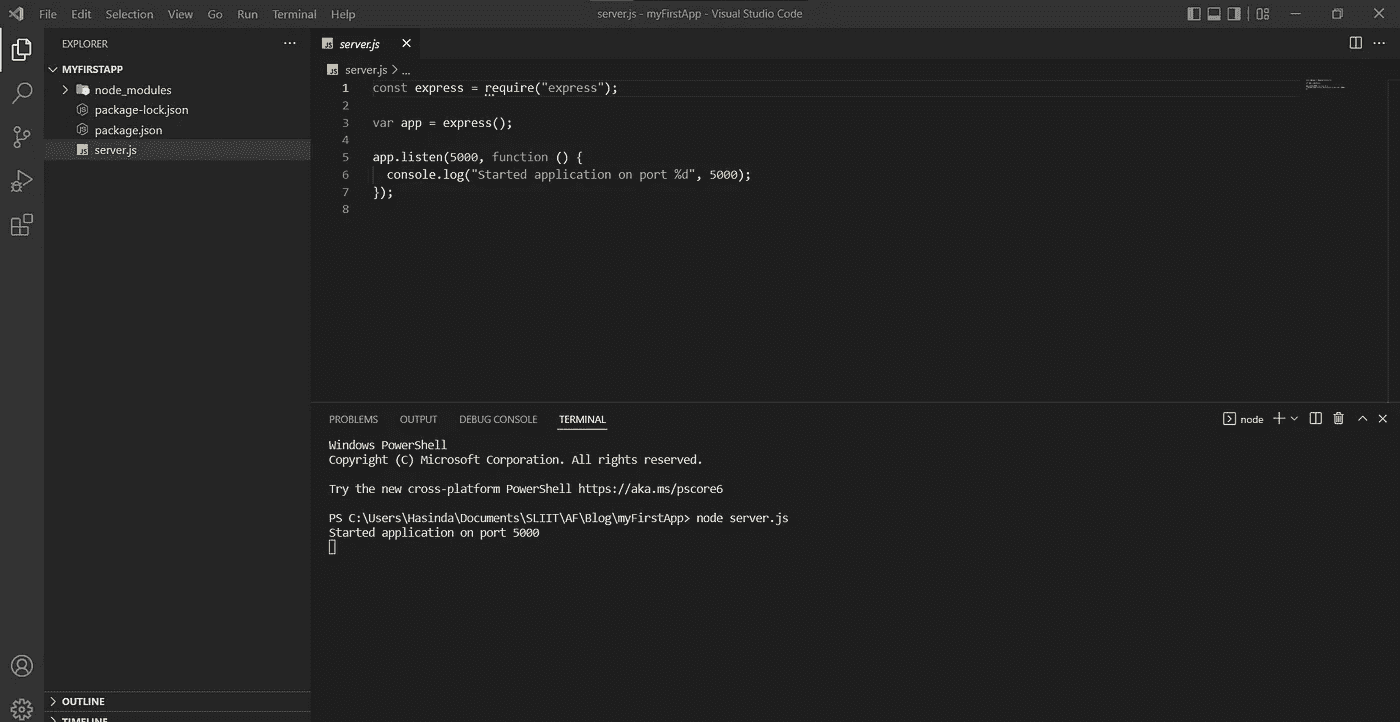 File Edit Selection View Go Run Terminal Help
server.js - myFirstApp - Visual Studio Code
EXPLORER
MYFIRSTAPP
node_modules
package-lock.json
package.json
server.js
JS server.js
JS server.js > ...
1 const express = require("express");
2
3 var app = express();
4
5 app.listen(5000, function () {
6 console.log("Started application on port %d", 5000);
7 });
8
PROBLEMS OUTPUT DEBUG CONSOLE TERMINAL
node
Windows PowerShell
Copyright (C) Microsoft Corporation. All rights reserved.
Try the new cross-platform PowerShell https://aka.ms/pscore6
PS C:\Users\Hasinda\Documents\SLIIT\AF\Blog\myFirstApp> node server.js
Started application on port 5000
OUTLINE
TIMELINE